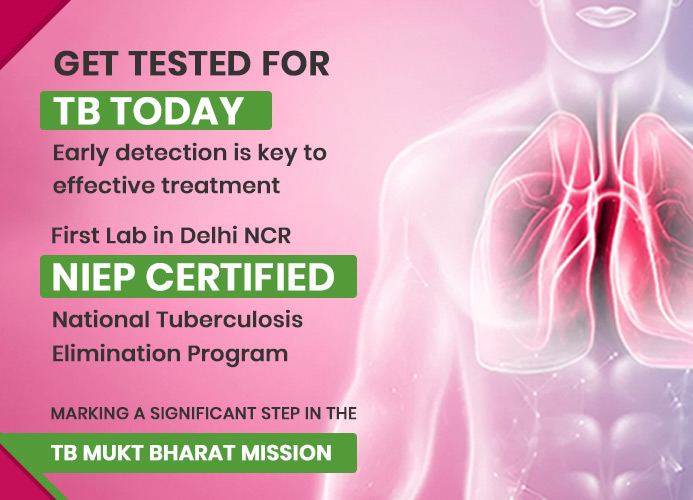 GET TESTED FOR
TB TODAY
Early detection is key to
effective treatment
First Lab in Delhi NCR
NIEP CERTIFIED
National Tuberculosis
Elimination Program
MARKING A SIGNIFICANT STEP IN THE
TB MUKT BHARAT MISSION